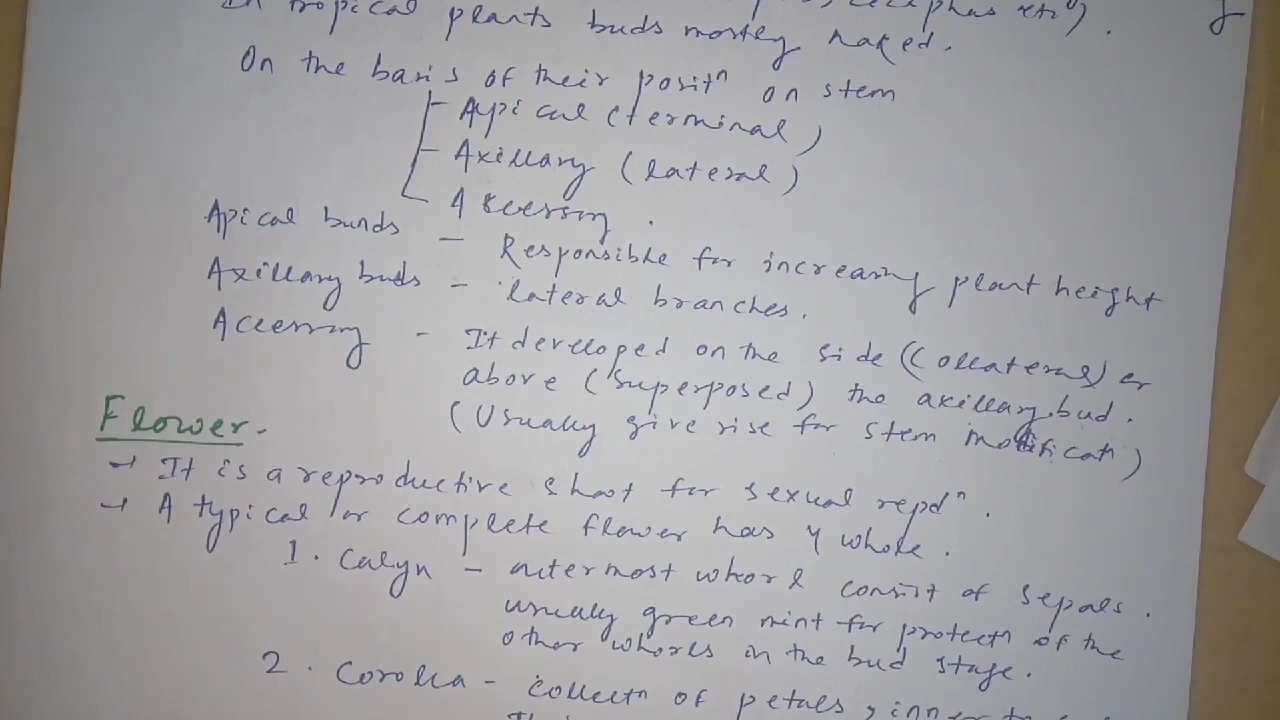 In tropical plants buds mostly naked.
On the basis of their positⁿ on stem
Apical (terminal)
Axillary (lateral)
Accessory.
Apical bunds - Responsible for increasing plant height
Axillary buds - lateral branches.
Accessory - It developed on the side (Collateral) or
above (Superposed) the axillary bud.
(Usually give rise for stem modificatn)
Flower.
→ It is a reproductive shoot for sexual repdⁿ.
→ A typical or complete flower has 4 whole.
1. Calyx - outermost whorl consist of sepals.
usually green mint for protectn of the
other whorls in the bud stage.
2. Corolla - collectn of petals, inner to